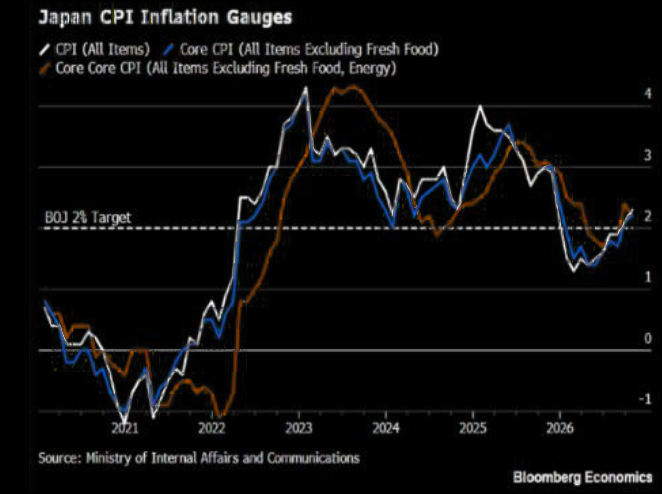 Japan CPI Inflation Gauges
CPI (All Items) Core CPI (All Items Excluding Fresh Food)
Core Core CPI (All Items Excluding Fresh Food, Energy)
4
3
BOJ 2% Target
2
1
0
-1
2021 2022 2023 2024 2025 2026
Source: Ministry of Internal Affairs and Communications
Bloomberg Economics